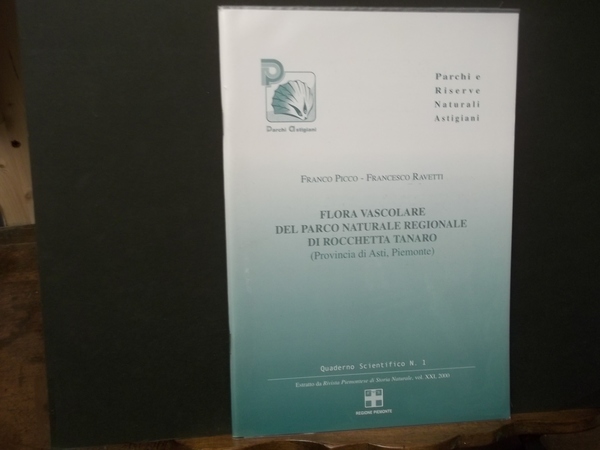 Parchi e
Riserve
Naturali
Astigiani
Parchi Astigiani
FRANCO PICCO - FRANCESCO RAVETTI
FLORA VASCOLARE
DEL PARCO NATURALE REGIONALE
DI ROCCHETTA TANARO
(Provincia di Asti, Piemonte)
Quaderno Scientifico N. 1
Estratto da Rivista Piemontese di Storia Naturale, vol. XXI, 2000
REGIONE PIEMONTE